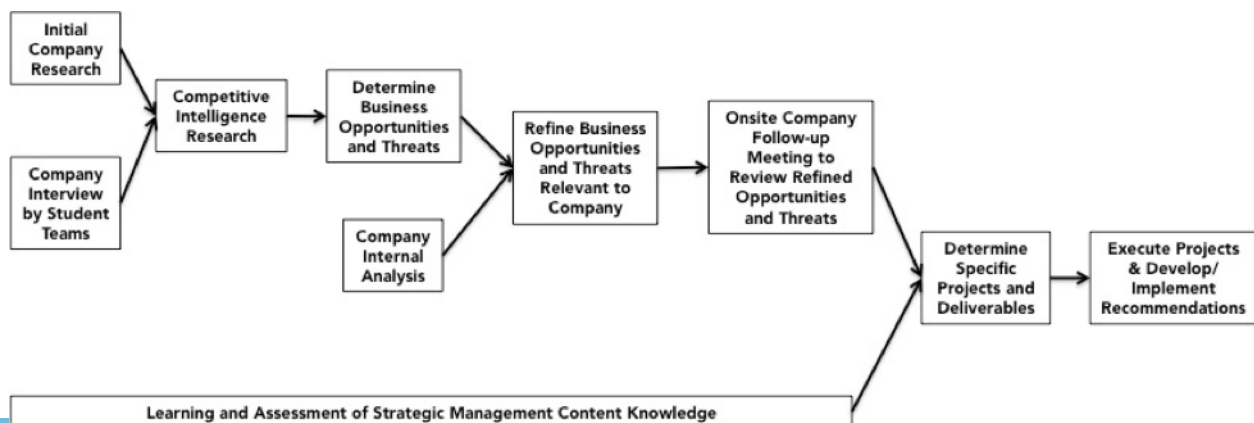 Initial
Company
Research
Company
Interview
by Student
Teams
Competitive
Intelligence
Research
Determine
Business
Opportunities
and Threats
Company
Internal
Analysis
Refine Business
Opportunities
and Threats
Relevant to
Company
Onsite Company
Follow-up
Meeting to
Review Refined
Opportunities
and Threats
Determine
Specific
Projects and
Deliverables
Execute Projects
& Develop/
Implement
Recommendations
Learning and Assessment of Strategic Management Content Knowledge